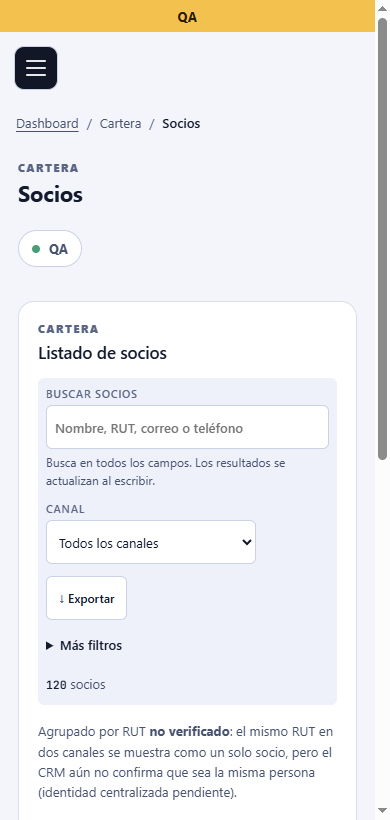 QA
Dashboard / Cartera / Socios
CARTERA
Socios
QA
CARTERA
Listado de socios
BUSCAR SOCIOS
Nombre, RUT, correo o teléfono
Busca en todos los campos. Los resultados se
actualizan al escribir.
CANAL
Todos los canales
↓ Exportar
▶ Más filtros
120 socios
Agrupado por RUT no verificado: el mismo RUT en
dos canales se muestra como un solo socio, pero el
CRM aún no confirma que sea la misma persona
(identidad centralizada pendiente).